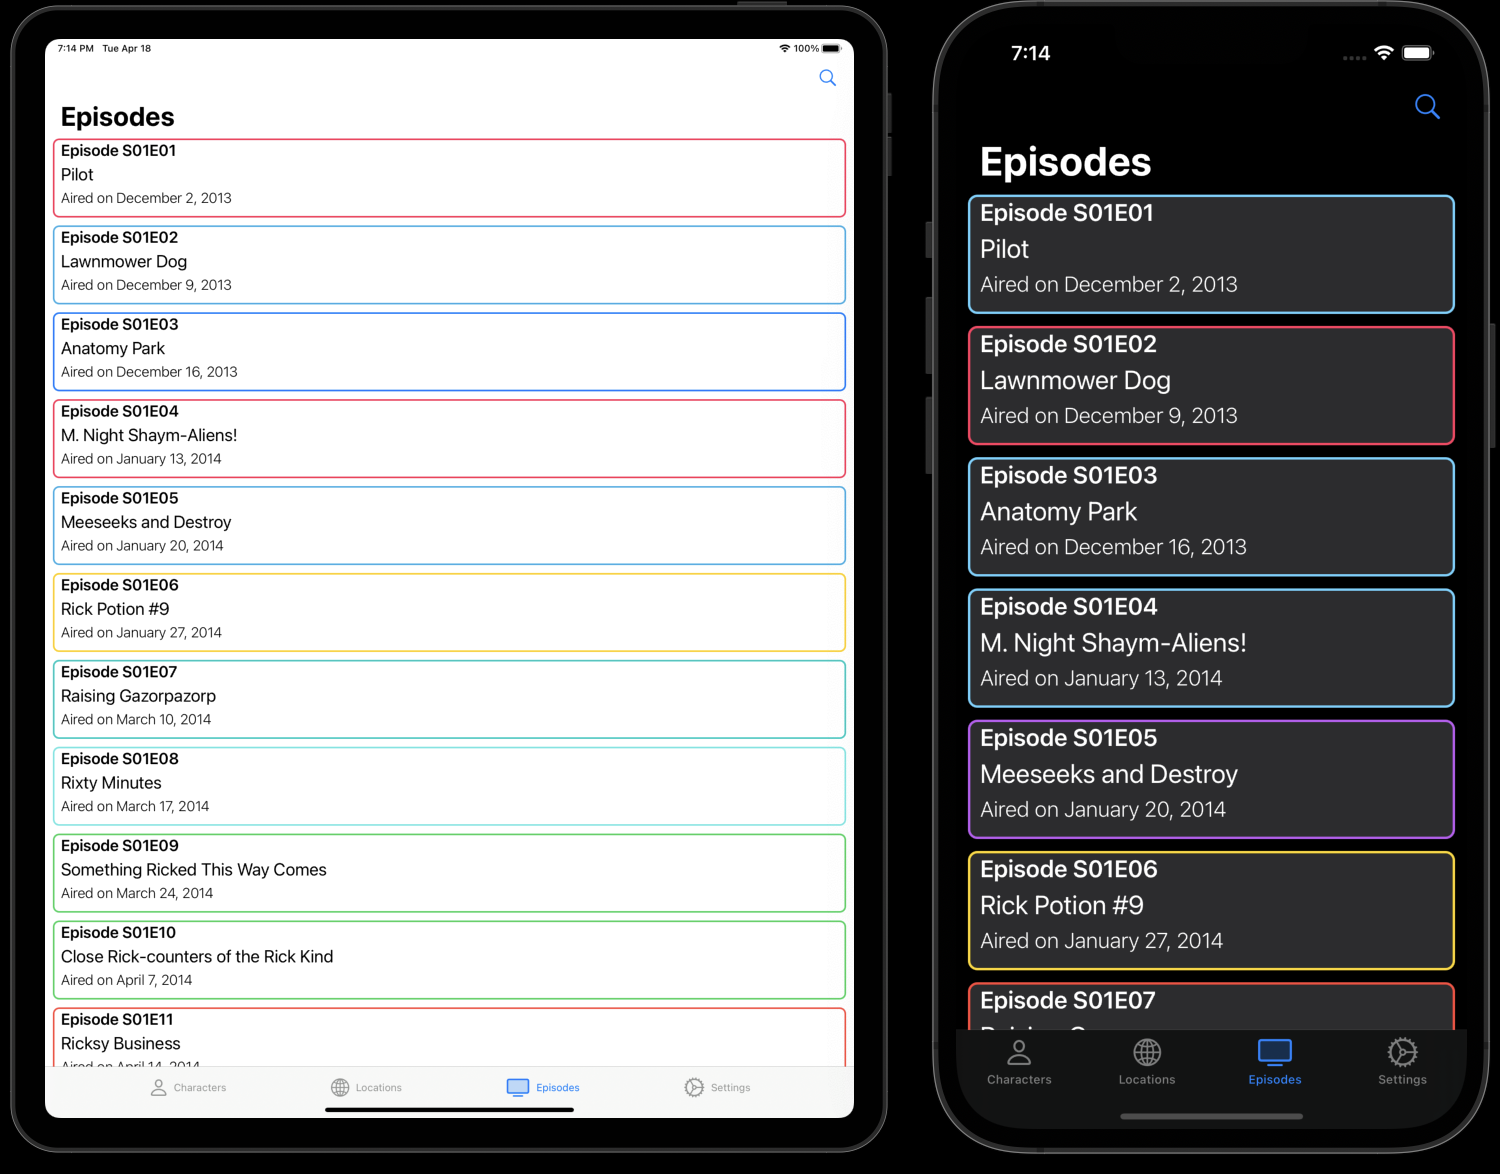 7:14 PM Tue Apr 18
100%
Episodes
Episode S01E01
Pilot
Aired on December 2, 2013
Episode S01E02
Lawnmower Dog
Aired on December 9, 2013
Episode S01E03
Anatomy Park
Aired on December 16, 2013
Episode S01E04
M. Night Shaym-Aliens!
Aired on January 13, 2014
Episode S01E05
Meeseeks and Destroy
Aired on January 20, 2014
Episode S01E06
Rick Potion #9
Aired on January 27, 2014
Episode S01E07
Raising Gazorpazorp
Aired on March 10, 2014
Episode S01E08
Rixty Minutes
Aired on March 17, 2014
Episode S01E09
Something Ricked This Way Comes
Aired on March 24, 2014
Episode S01E10
Close Rick-counters of the Rick Kind
Aired on April 7, 2014
Episode S01E11
Ricksy Business
Aired on April 14, 2014
Characters
Locations
Episodes
Settings
7:14
Episodes
Episode S01E01
Pilot
Aired on December 2, 2013
Episode S01E02
Lawnmower Dog
Aired on December 9, 2013
Episode S01E03
Anatomy Park
Aired on December 16, 2013
Episode S01E04
M. Night Shaym-Aliens!
Aired on January 13, 2014
Episode S01E05
Meeseeks and Destroy
Aired on January 20, 2014
Episode S01E06
Rick Potion #9
Aired on January 27, 2014
Episode S01E07
Characters
Locations
Episodes
Settings